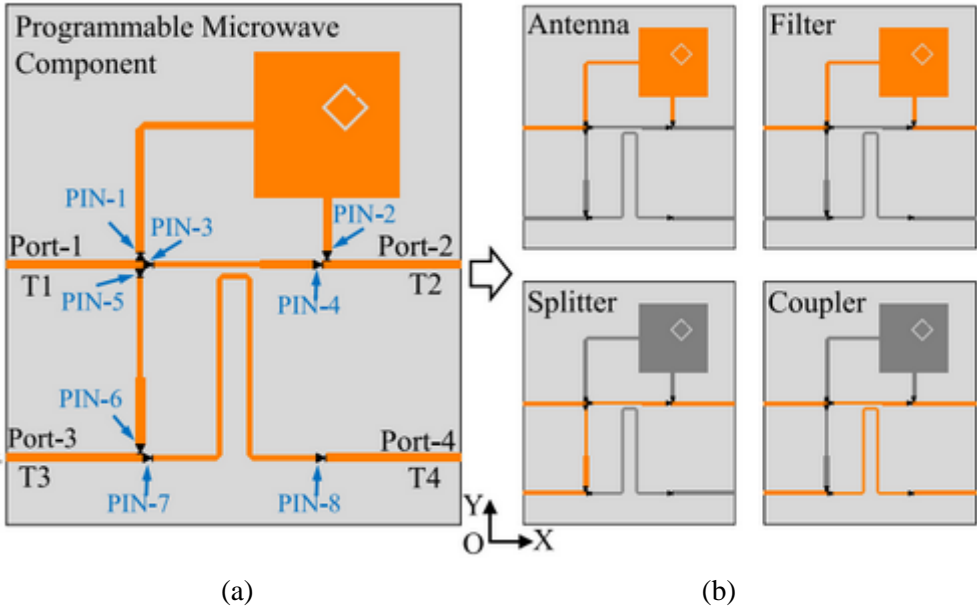 Programmable Microwave
Component
PIN-1
PIN-3
PIN-2
Port-1
Port-2
T1
T2
PIN-5
PIN-4
PIN-6
Port-3
Port-4
T3
T4
PIN-7
PIN-8
Y
O
X
Antenna
Filter
Splitter
Coupler
(a)
(b)